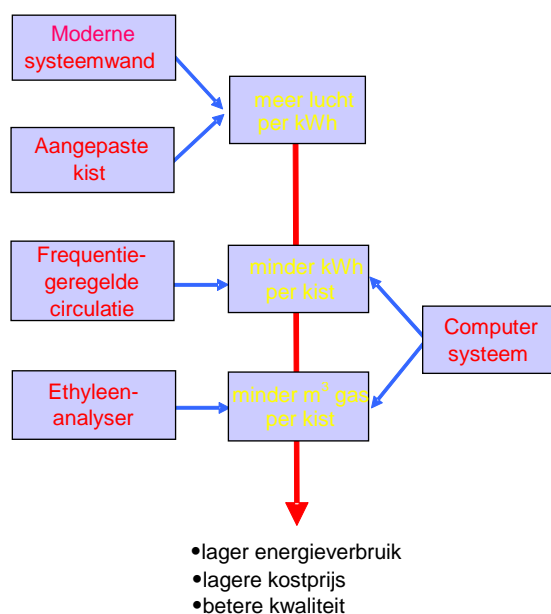 Moderne
systeemwand
meer lucht
per kWh
Aangepaste
kist
Frequentie-
geregelde
circulatie
minder kWh
per kist
Computer
systeem
Ethyleen-
analyser
minder m³ gas
per kist
•lager energieverbruik
•lagere kostprijs
•betere kwaliteit